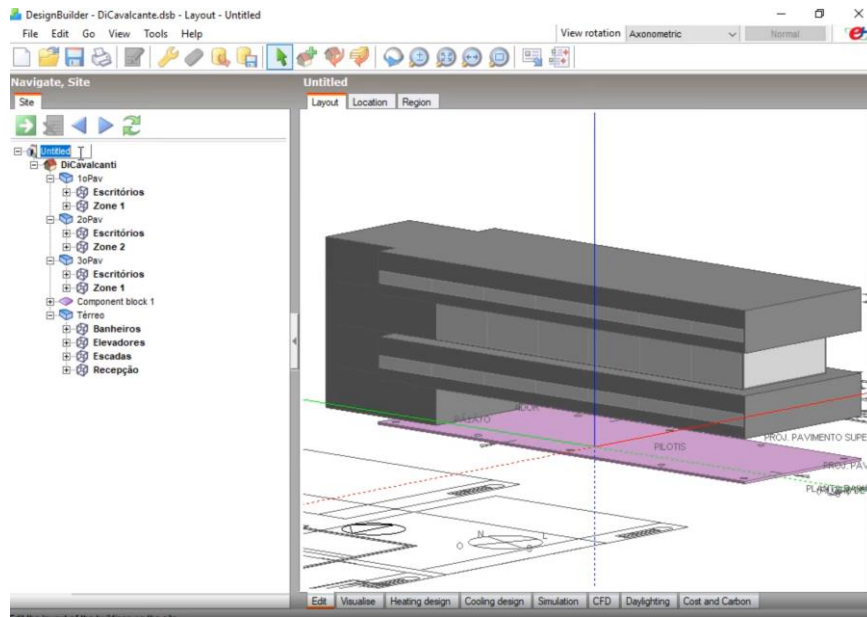 DesignBuilder - DiCavalcante.dsb - Layout - Untitled
File Edit Go View Tools Help
View rotation Axonometric Normal
Navigate, Site
Untitled
Site
Layout Location Region
Untitled
DiCavalcanti
1oPav
Escritórios
Zone 1
2oPav
Escritórios
Zone 2
3oPav
Escritórios
Zone 1
Component block 1
Térreo
Banheiros
Elevadores
Escadas
Recepção
PILOTIS
PROJ. PAVIMENTO SUPE
PROJ. PAV
N
L
O
S
Edit Visualise Heating design Cooling design Simulation CFD Daylighting Cost and Carbon